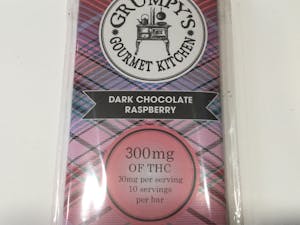 GRUMPY'S
GOURMET KITCHEN
DARK CHOCOLATE
RASPBERRY
300mg
OF THC
30mg per serving
10 servings
per bar